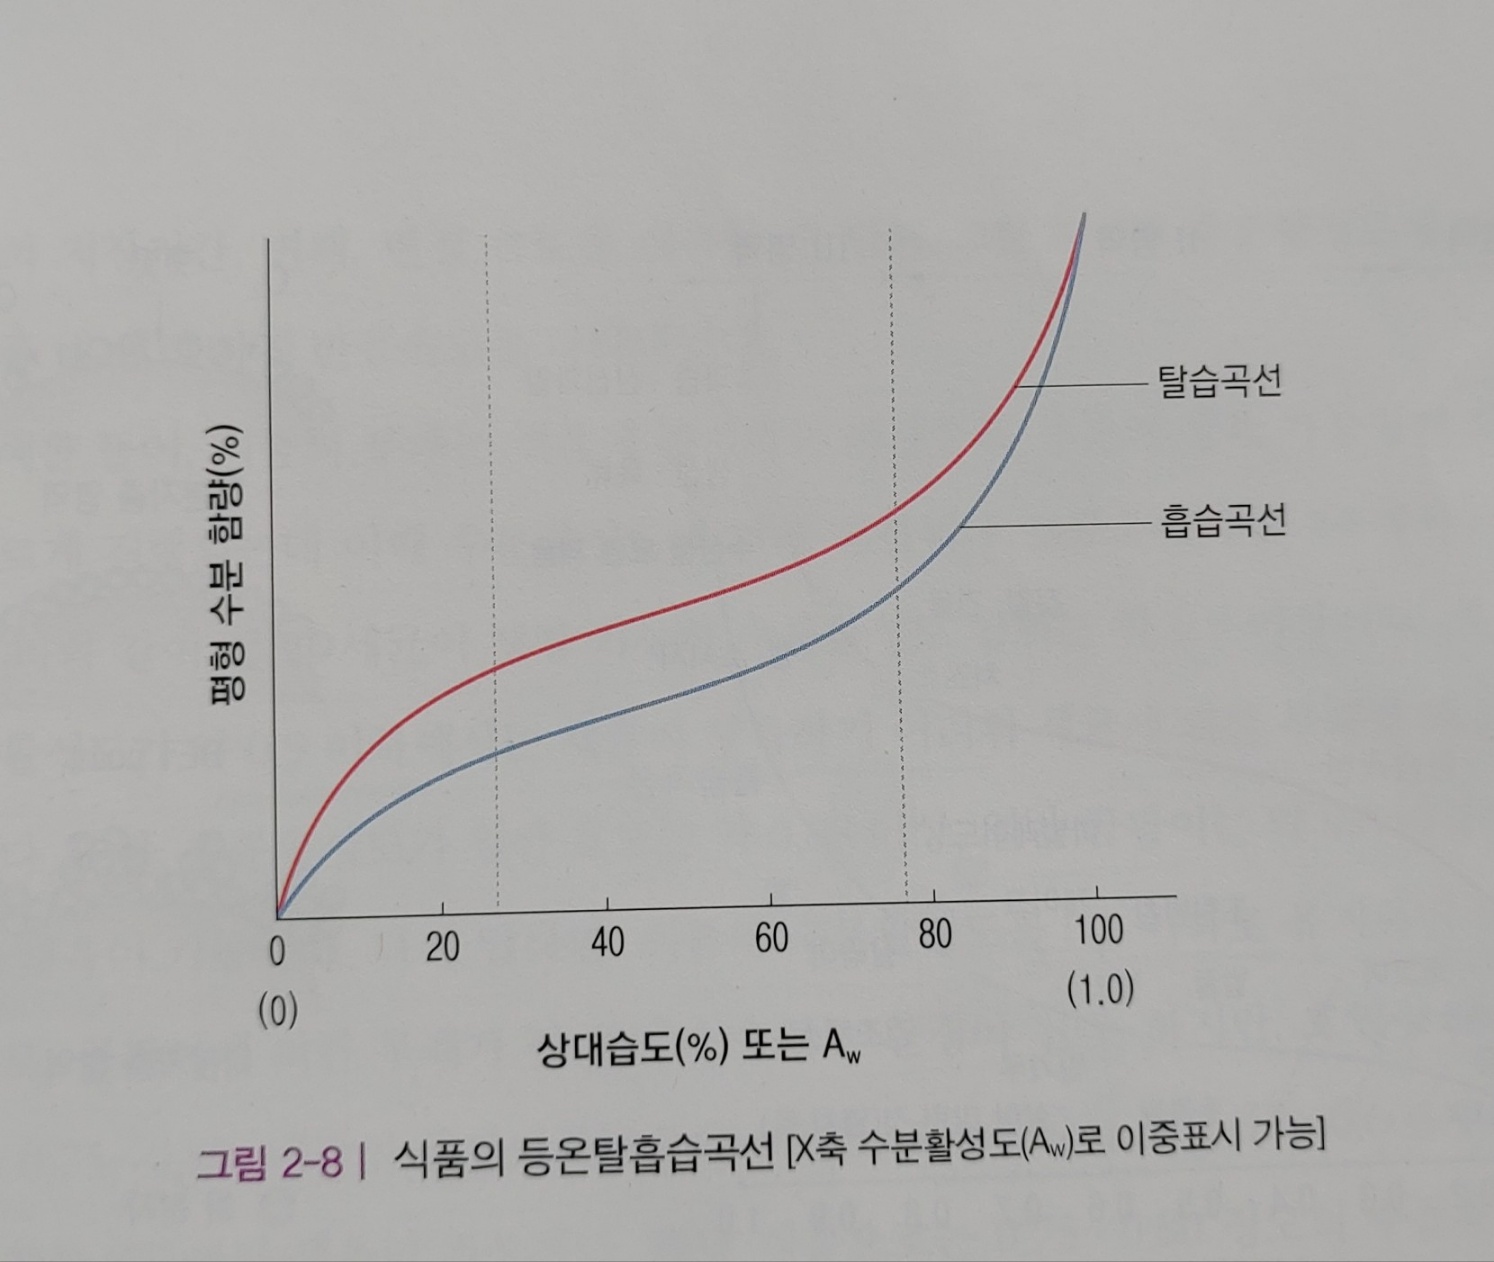 탈습곡선
흡습곡선
평형 수분 함량(%)
0 20 40 60 80 100
(0) (1.0)
상대습도(%) 또는 Aw
그림 2-8 | 식품의 등온탈흡습곡선 [X축 수분활성도(Aw)로 이중표시 가능]